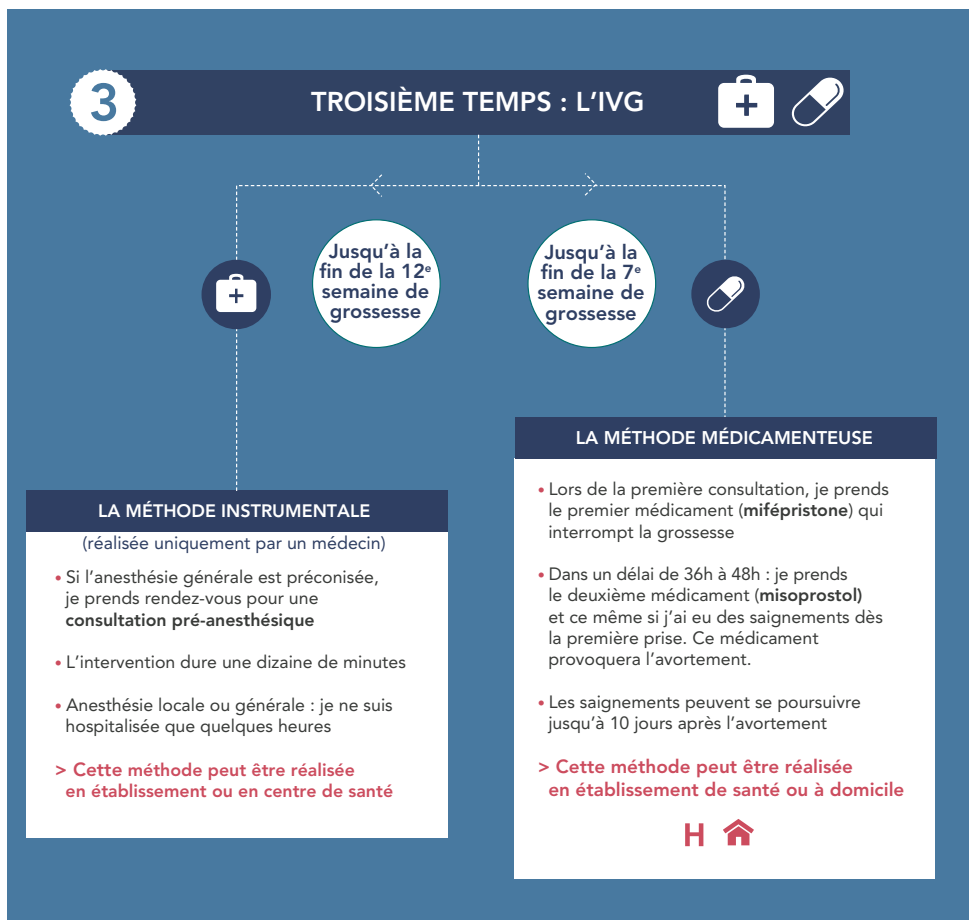 3
TROISIÈME TEMPS : L'IVG
Jusqu'à la
fin de la 12e
semaine de
grossesse
Jusqu'à la
fin de la 7e
semaine de
grossesse
LA MÉTHODE INSTRUMENTALE
(réalisée uniquement par un médecin)
• Si l'anesthésie générale est préconisée,
je prends rendez-vous pour une
consultation pré-anesthésique
• L'intervention dure une dizaine de minutes
• Anesthésie locale ou générale : je ne suis
hospitalisée que quelques heures
> Cette méthode peut être réalisée
en établissement ou en centre de santé
LA MÉTHODE MÉDICAMENTEUSE
• Lors de la première consultation, je prends
le premier médicament (mifépristone) qui
interrompt la grossesse
• Dans un délai de 36h à 48h : je prends
le deuxième médicament (misoprostol)
et ce même si j'ai eu des saignements dès
la première prise. Ce médicament
provoquera l'avortement.
• Les saignements peuvent se poursuivre
jusqu'à 10 jours après l'avortement
> Cette méthode peut être réalisée
en établissement de santé ou à domicile
H